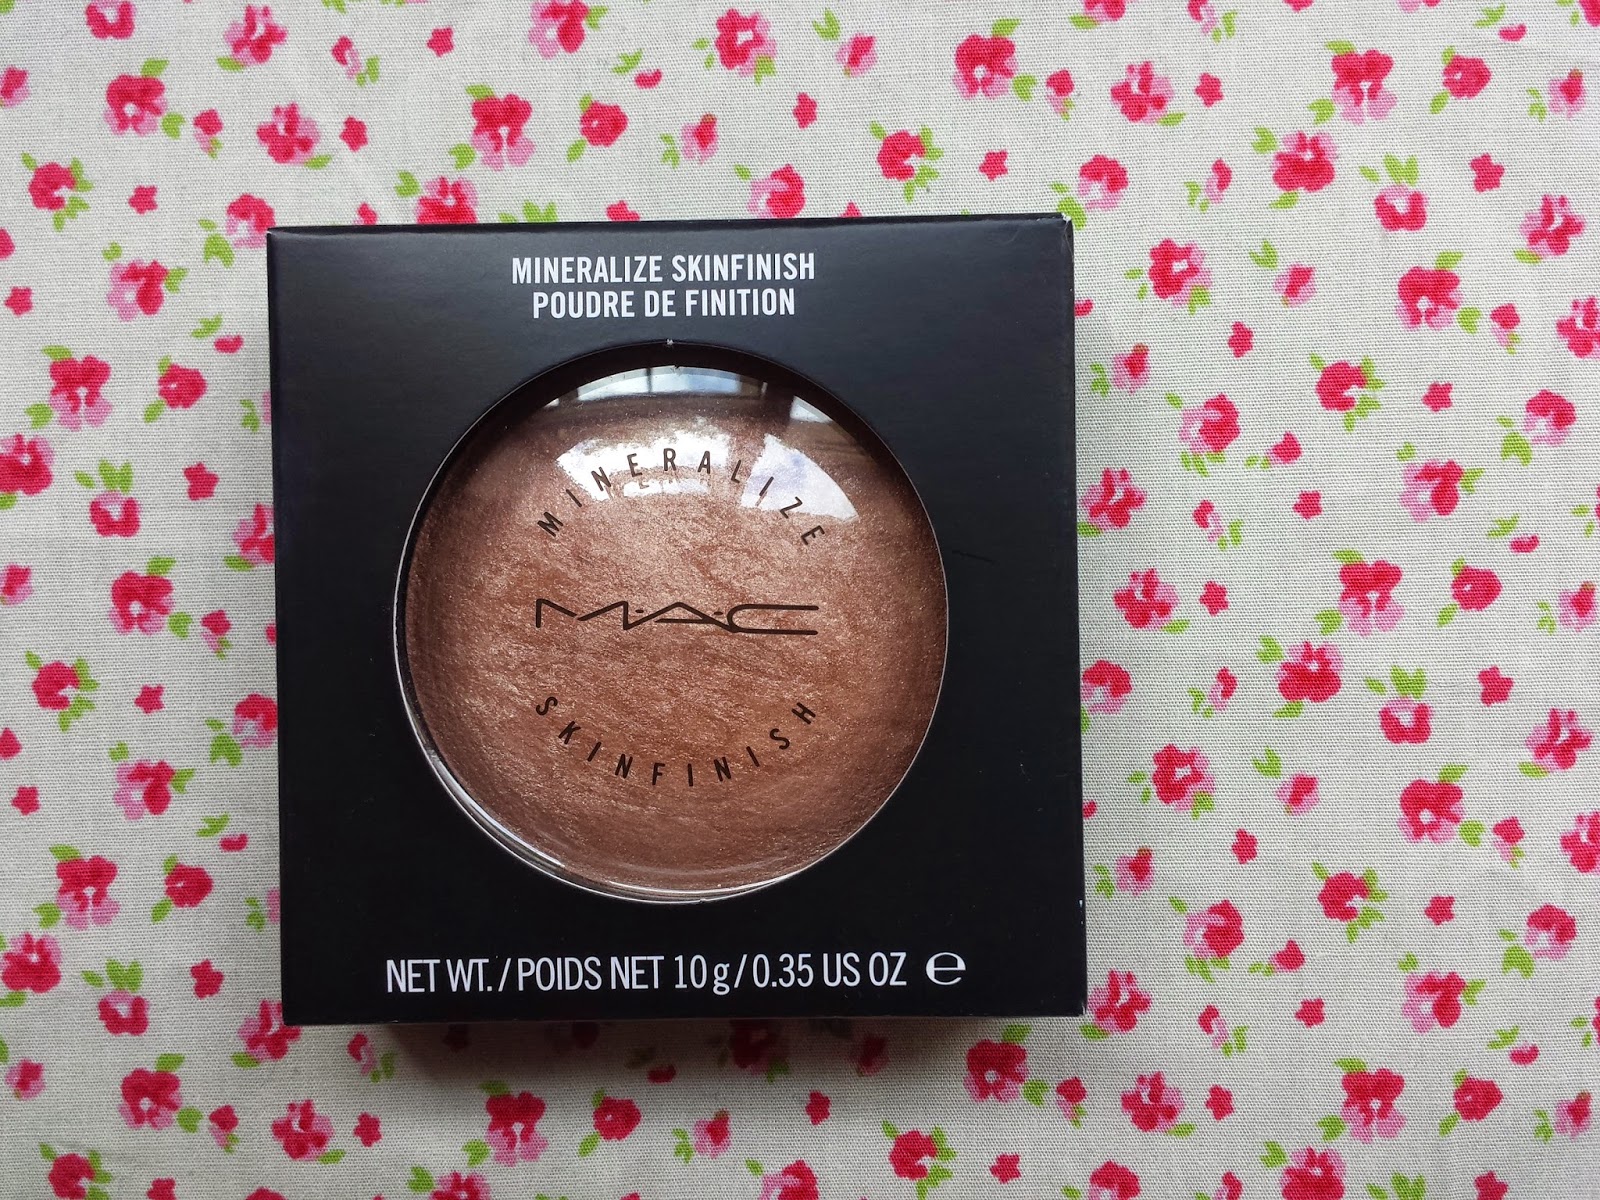 MINERALIZE SKINFINISH
POUDRE DE FINITION
MINERALIZE
M·A·C
SKINFINISH
NET WT. / POIDS NET 10 g / 0.35 US OZ ℮